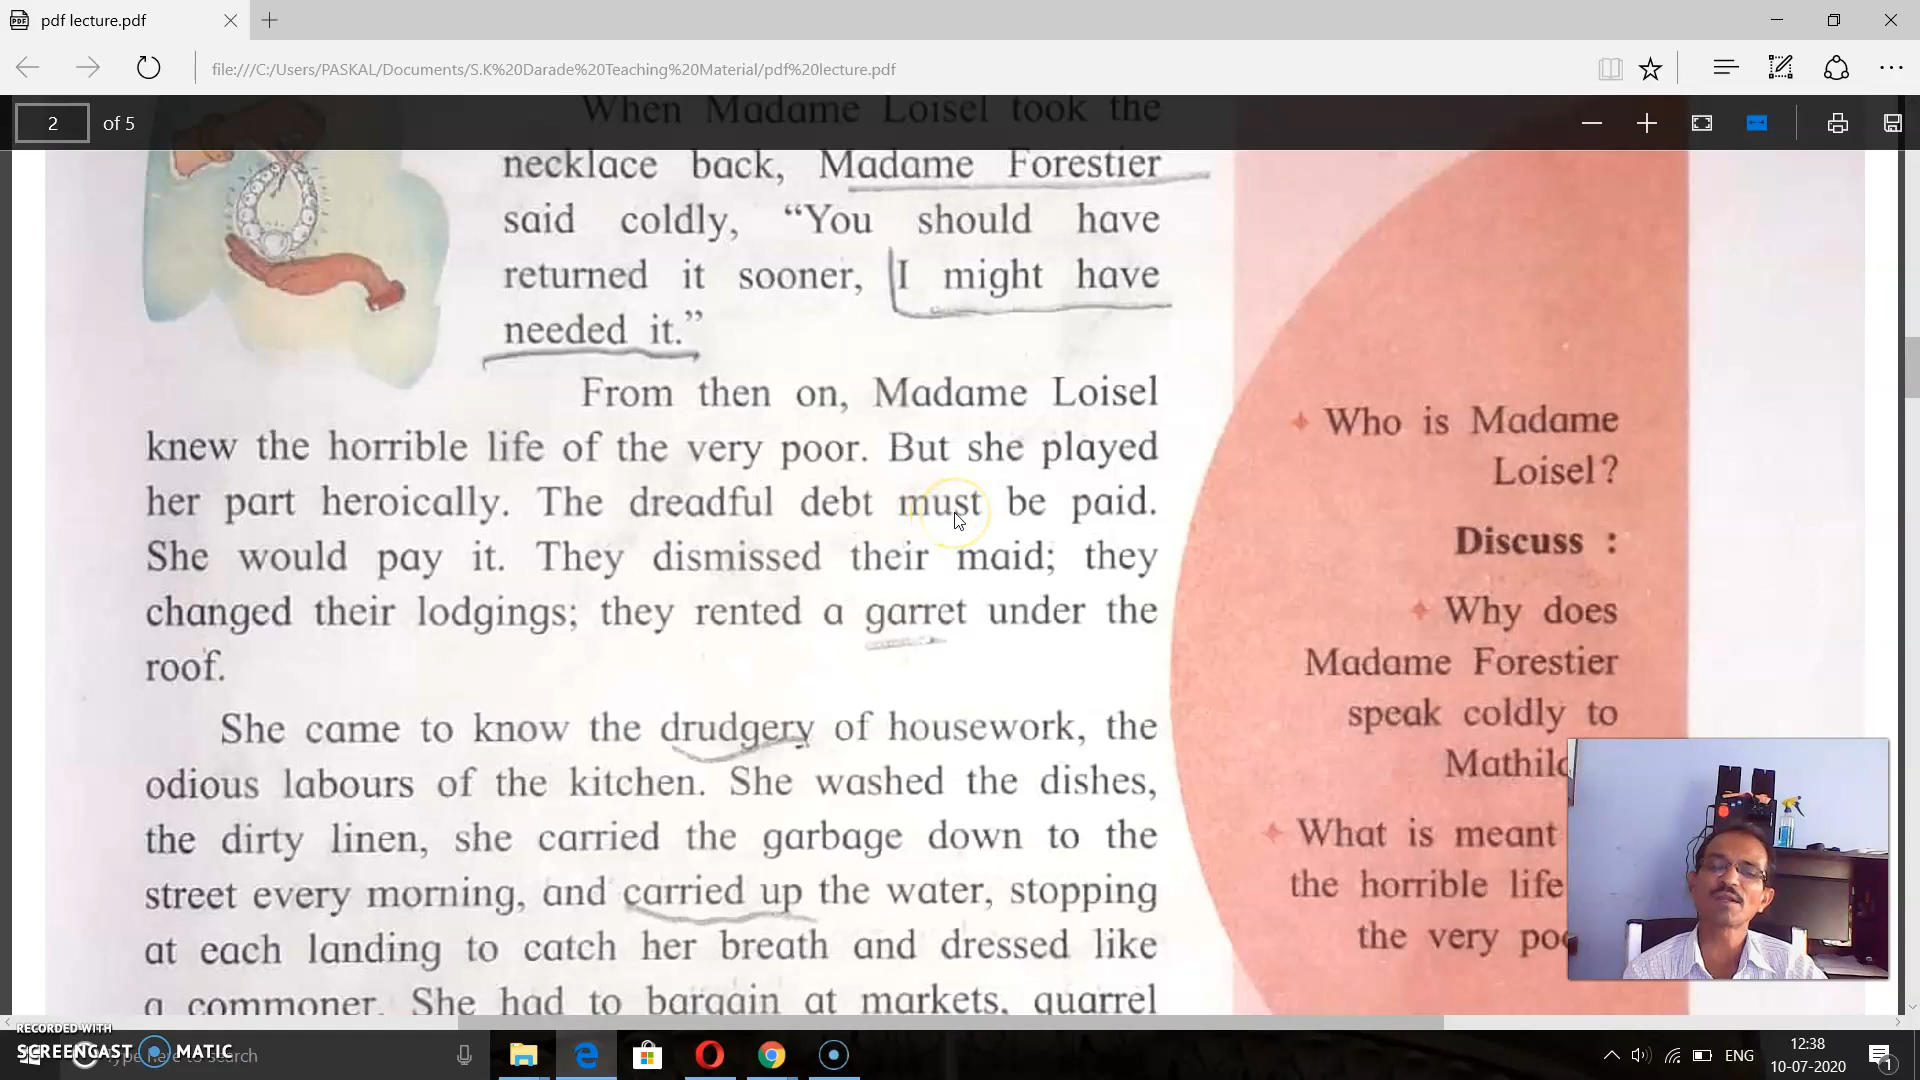 pdf lecture.pdf
file:///C:/Users/PASKAL/Documents/S.K%20Darade%20Teaching%20Material/pdf%20lecture.pdf
2 of 5
When Madame Loisel took the
necklace back, Madame Forestier
said coldly, “You should have
returned it sooner, I might have
needed it.”
From then on, Madame Loisel
knew the horrible life of the very poor. But she played
her part heroically. The dreadful debt must be paid.
She would pay it. They dismissed their maid; they
changed their lodgings; they rented a garret under the
roof.
She came to know the drudgery of housework, the
odious labours of the kitchen. She washed the dishes,
the dirty linen, she carried the garbage down to the
street every morning, and carried up the water, stopping
at each landing to catch her breath and dressed like
a commoner. She had to bargain at markets, quarrel
Who is Madame
Loisel?
Discuss :
Why does
Madame Forestier
speak coldly to
Mathild
What is meant
the horrible life
the very poo
RECORDED WITH
SCREENCAST MATIC
Type here to search
ENG
12:38
10-07-2020
1